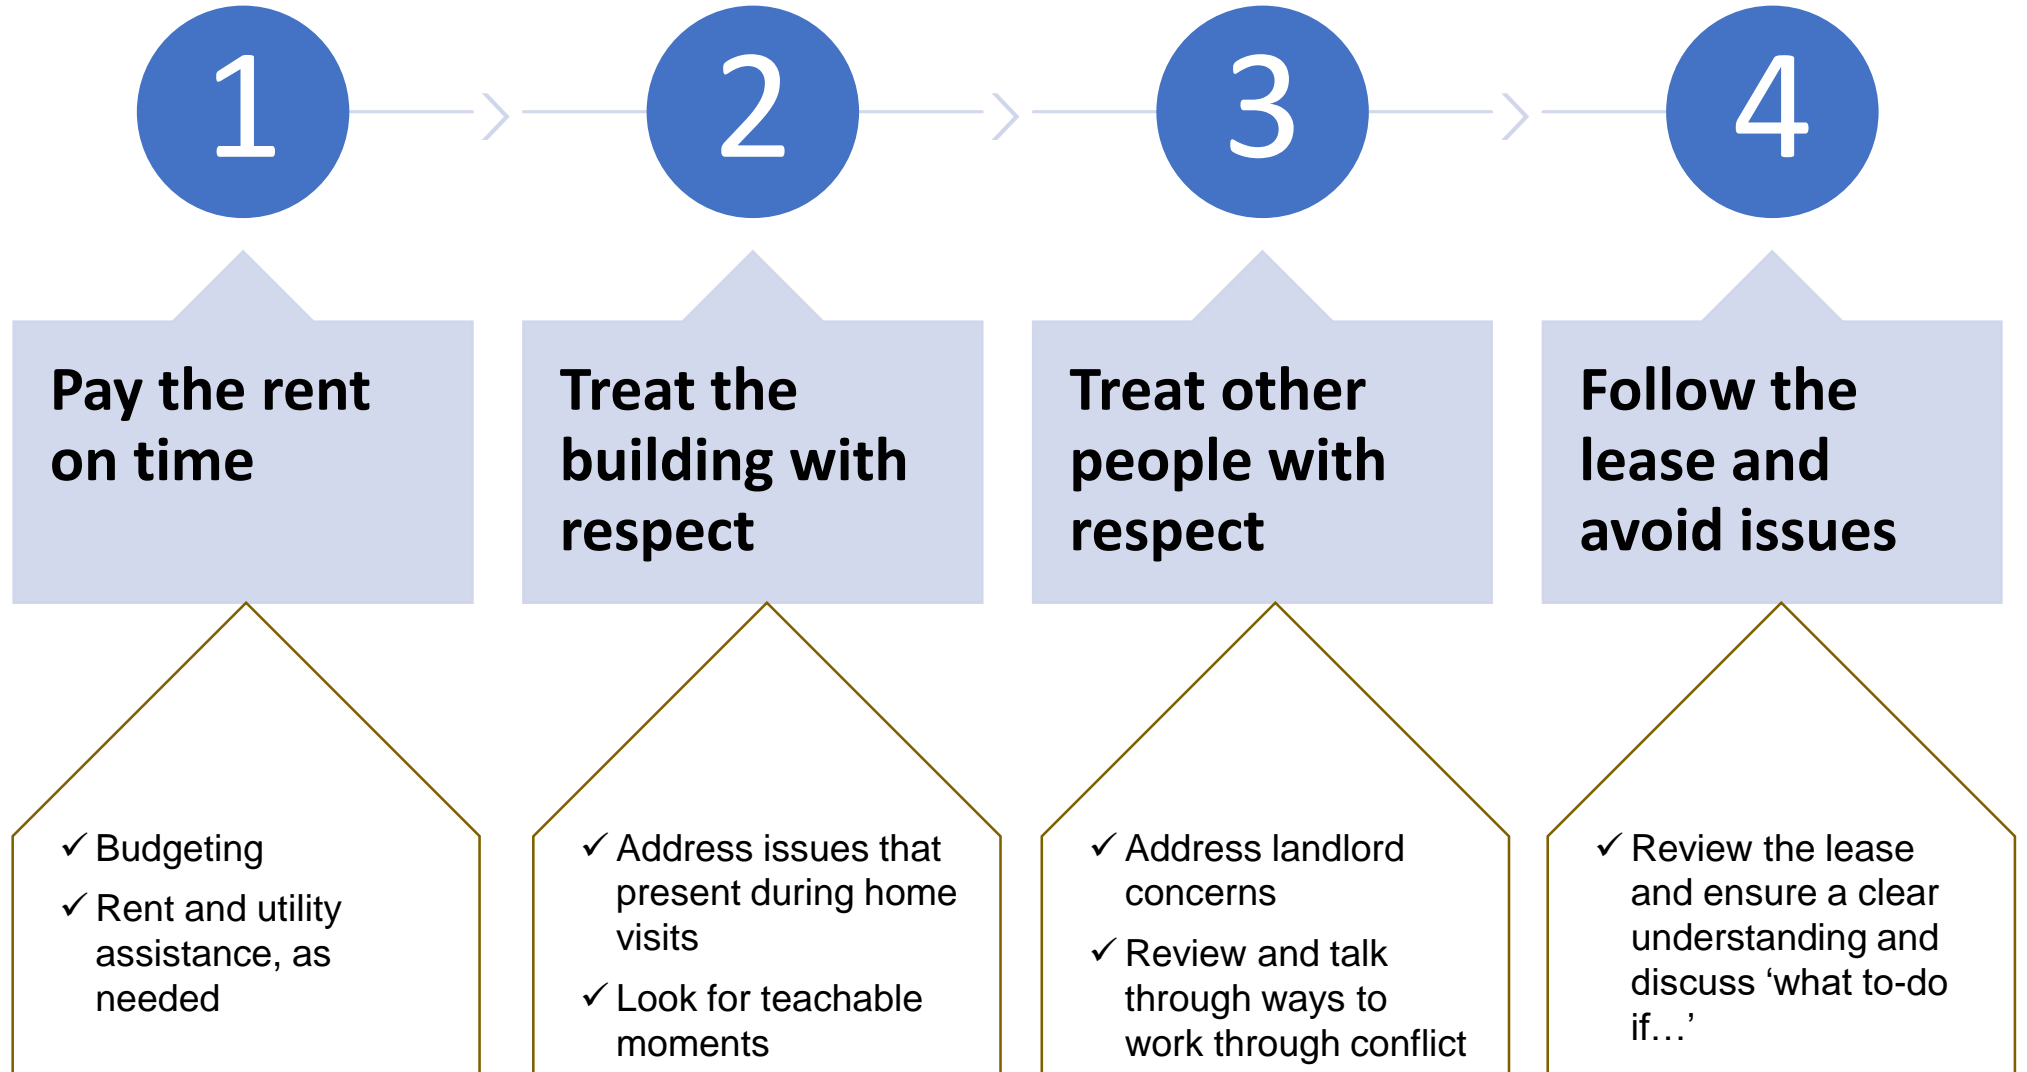 1
2
3
4
Pay the rent
on time
Treat the
building with
respect
Treat other
people with
respect
Follow the
lease and
avoid issues
✓ Budgeting
✓ Rent and utility
assistance, as
needed
✓ Address issues that
present during home
visits
✓ Look for teachable
moments
✓ Address landlord
concerns
✓ Review and talk
through ways to
work through conflict
✓ Review the lease
and ensure a clear
understanding and
discuss ‘what to-do
if…’